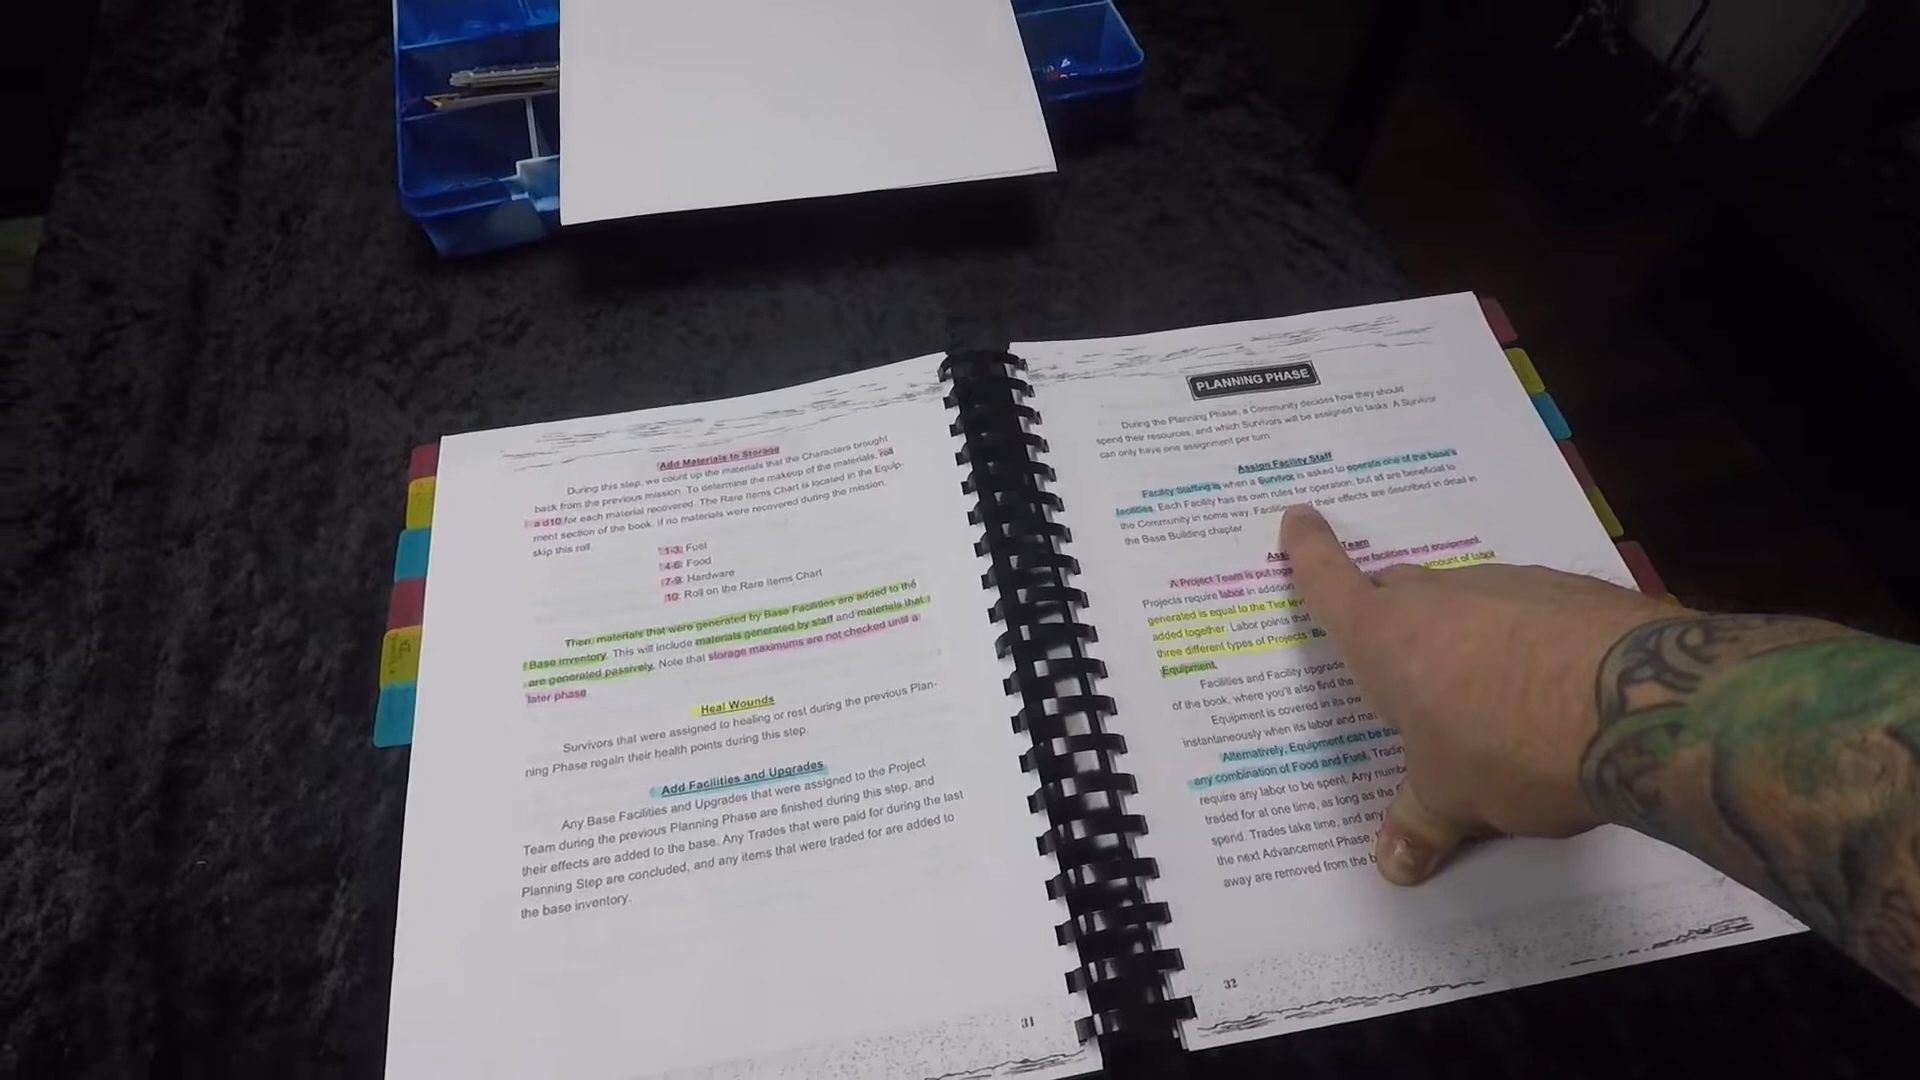 Add Materials to Storage
During this step, we count up the materials that the Characters brought
back from the previous mission. To determine the makeup of the materials, roll
a d10 for each material recovered. The Rare Items Chart is located in the Equip-
ment section of the book. If no materials were recovered during the mission,
skip this roll.
1-3: Fuel
4-6: Food
7-9: Hardware
10: Roll on the Rare Items Chart
Then, materials that were generated by Base Facilities are added to the
Base inventory. This will include materials generated by staff and materials that
are generated passively. Note that storage maximums are not checked until a
later phase
Heal Wounds
Survivors that were assigned to healing or rest during the previous Plan-
ning Phase regain their health points during this step.
Add Facilities and Upgrades
Any Base Facilities and Upgrades that were assigned to the Project
Team during the previous Planning Phase are finished during this step, and
their effects are added to the base. Any Trades that were paid for during the last
Planning Step are concluded, and any items that were traded for are added to
the base inventory.
31
PLANNING PHASE
During the Planning Phase, a Community decides how they should
spend their resources, and which Survivors will be assigned to tasks. A Survivor
can only have one assignment per turn.
Assign Facility Staff
Facility Staffing is when a Survivor is asked to operate one of the base's
facilities. Each Facility has its own rules for operation, but all are beneficial to
the Community in some way. Facilities their effects are described in detail in
the Base Building chapter.
Team
A Project Team is put new facilities and equipment.
Projects require labor in addition amount of labor
generated is equal to the Tier
added together. Labor points that
three different types of Projects:
Equipment.
Facilities and Facility upgrade
of the book, where you'll also find the
Equipment is covered in its
instantaneously when its labor and
Alternatively, Equipment can be
any combination of Food and Fuel.
require any labor to be spent. Any
traded for at one time, as long as the
spend. Trades take time, and any
the next Advancement Phase,
away are removed from the
32